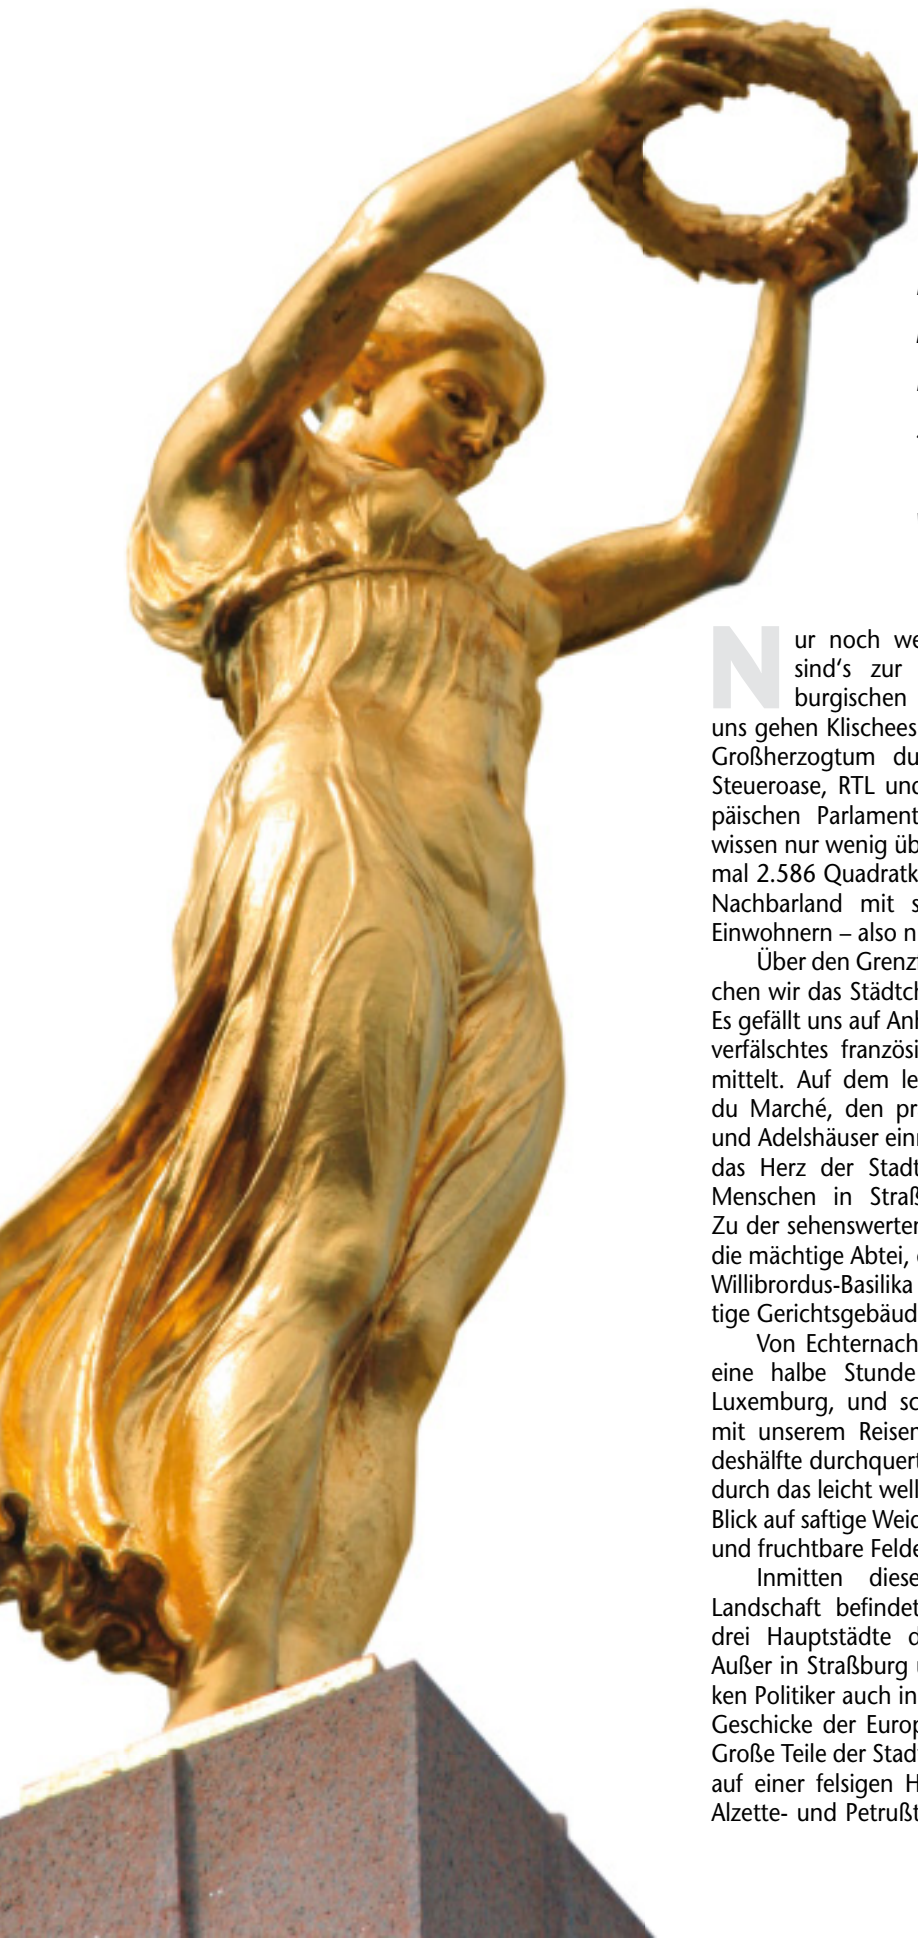 Nur noch we
sind's zur
burgischen
uns gehen Klischees
Großherzogtum du
Steueroase, RTL und
päischen Parlament
wissen nur wenig üb
mal 2.586 Quadratk
Nachbarland mit s
Einwohnern – also n
Über den Grenzf
chen wir das Städtch
Es gefällt uns auf Anh
verfälschtes französi
mittelt. Auf dem le
du Marché, den pr
und Adelshäuser einr
das Herz der Stadt
Menschen in Straß
Zu der sehenswerten
die mächtige Abtei,
Willibrordus-Basilika
tige Gerichtsgebäud
Von Echternach
eine halbe Stunde
Luxemburg, und sc
mit unserem Reisem
deshälfte durchquert
durch das leicht well
Blick auf saftige Weid
und fruchtbare Felde
Inmitten diese
Landschaft befindet
drei Hauptstädte d
Außer in Straßburg u
ken Politiker auch in
Geschicke der Europ
Große Teile der Stad
auf einer felsigen H
Alzette- und Petrußt